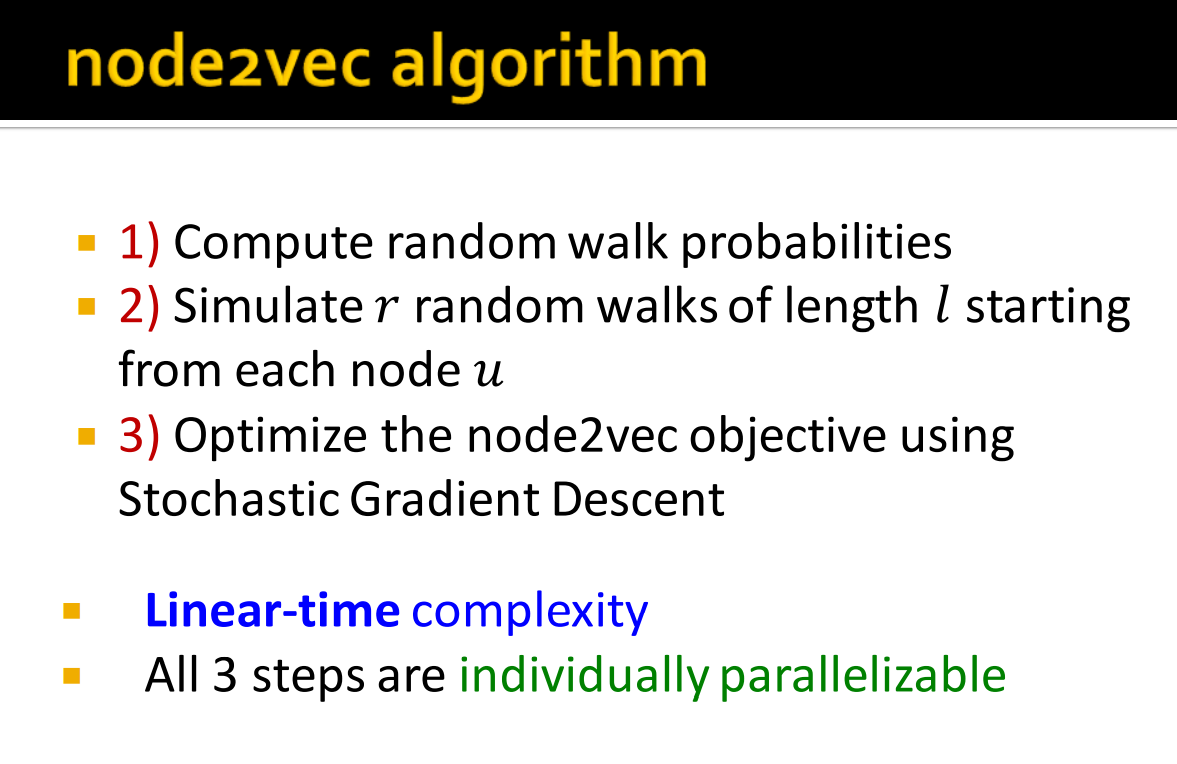 node2vec algorithm
1) Compute random walk probabilities
2) Simulate 𝑟 random walks of length 𝑙 starting
from each node 𝑢
3) Optimize the node2vec objective using
Stochastic Gradient Descent
Linear-time complexity
All 3 steps are individually parallelizable